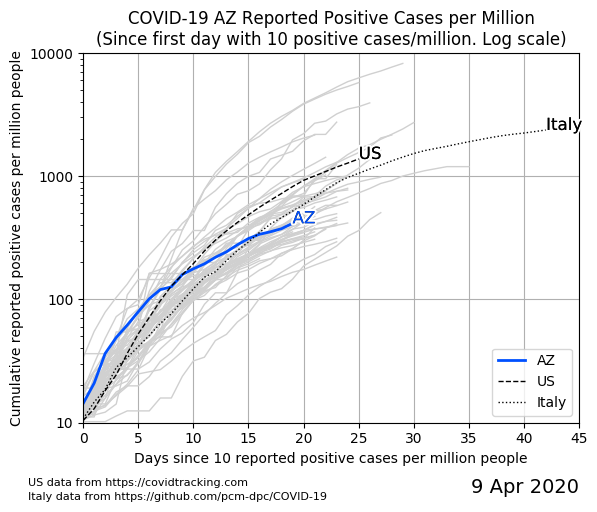 COVID-19 AZ Reported Positive Cases per Million
(Since first day with 10 positive cases/million. Log scale)
Cumulative reported positive cases per million people
10000
1000
100
10
Italy
US
AZ
AZ
US
Italy
0 5 10 15 20 25 30 35 40 45
Days since 10 reported positive cases per million people
US data from https://covidtracking.com
Italy data from https://github.com/pcm-dpc/COVID-19
9 Apr 2020